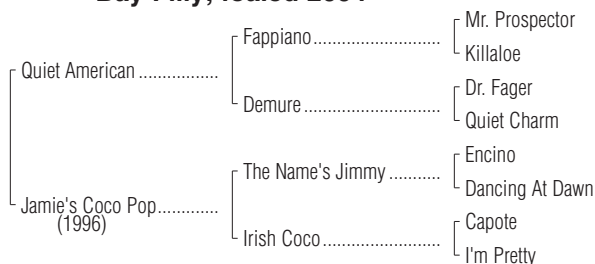 Bay Filly; foaled
Mr. Prospector
Fappiano
Killaloe
Quiet American
Dr. Fager
Demure
Quiet Charm
Encino
The Name's Jimmy
Dancing At Dawn
Jamie's Coco Pop
(1996)
Capote
Irish Coco
I'm Pretty